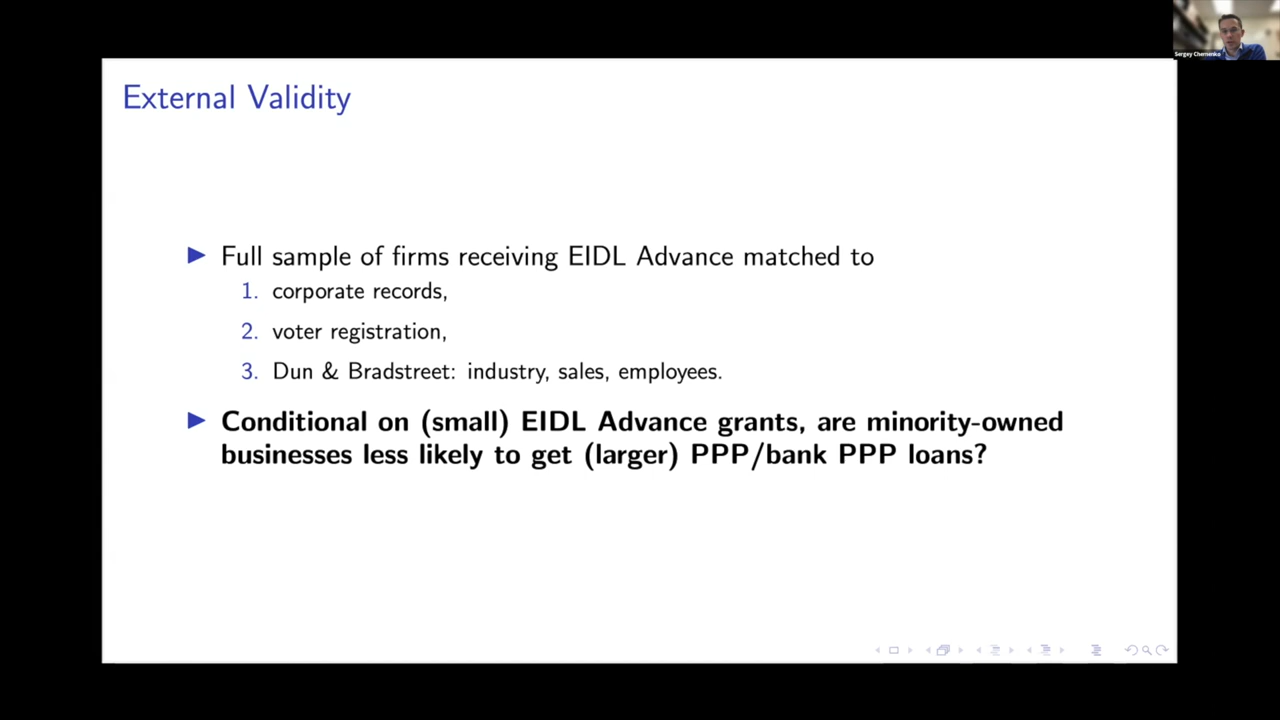 Sergey Chernenko
External Validity
Full sample of firms receiving EIDL Advance matched to
1. corporate records,
2. voter registration,
3. Dun & Bradstreet: industry, sales, employees.
Conditional on (small) EIDL Advance grants, are minority-owned
businesses less likely to get (larger) PPP/bank PPP loans?